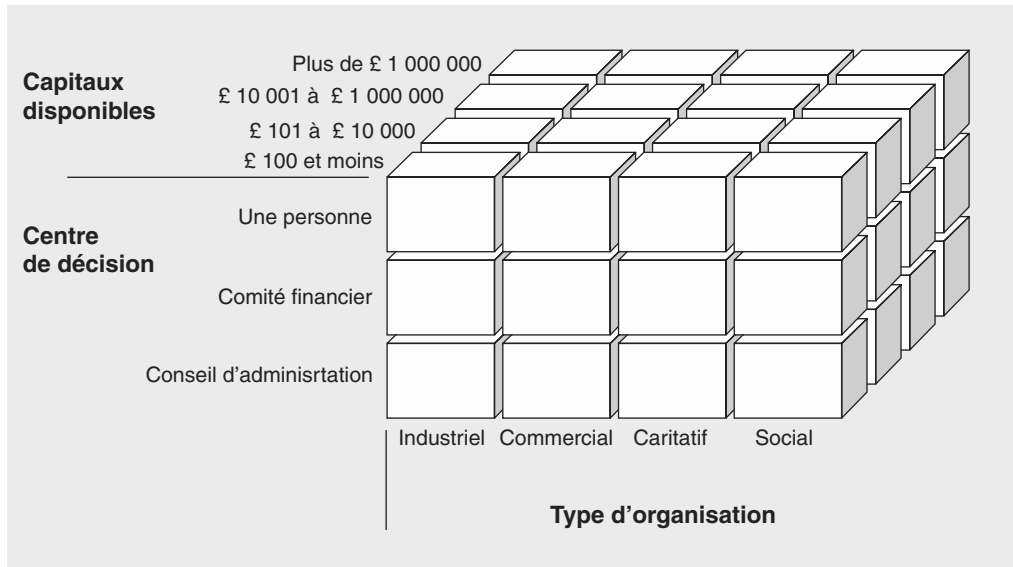 Capitaux
disponibles
Plus de £ 1 000 000
£ 10 001 à £ 1 000 000
£ 101 à £ 10 000
£ 100 et moins
Centre
de décision
Une personne
Comité financier
Conseil d’adminisrtation
Industriel Commercial Caritatif Social
Type d’organisation